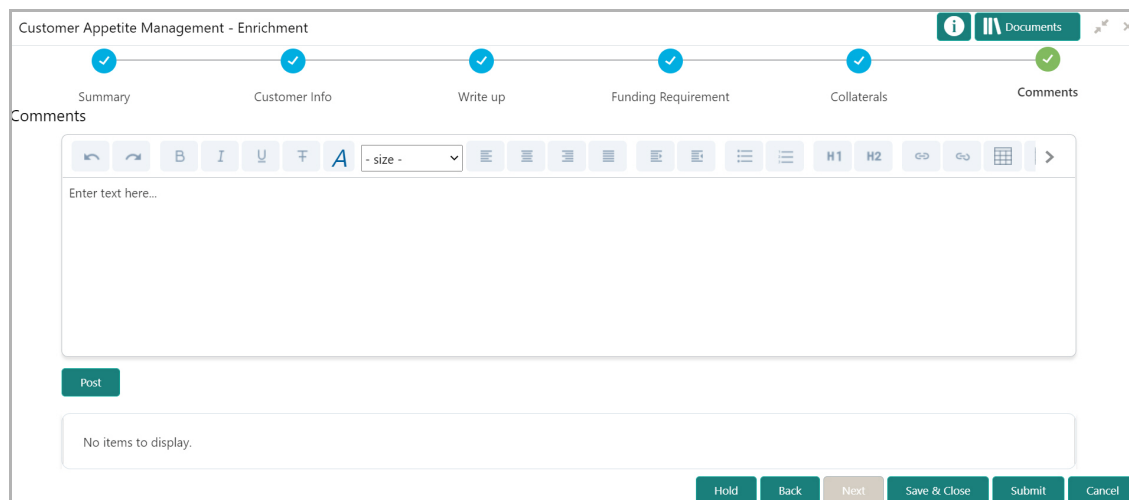 Customer Appetite Management - Enrichment
i Documents
Summary Customer Info Write up Funding Requirement Collaterals Comments
Comments
B I U T A - size - H1 H2
Enter text here...
Post
No items to display.
Hold Back Next Save & Close Submit Cancel